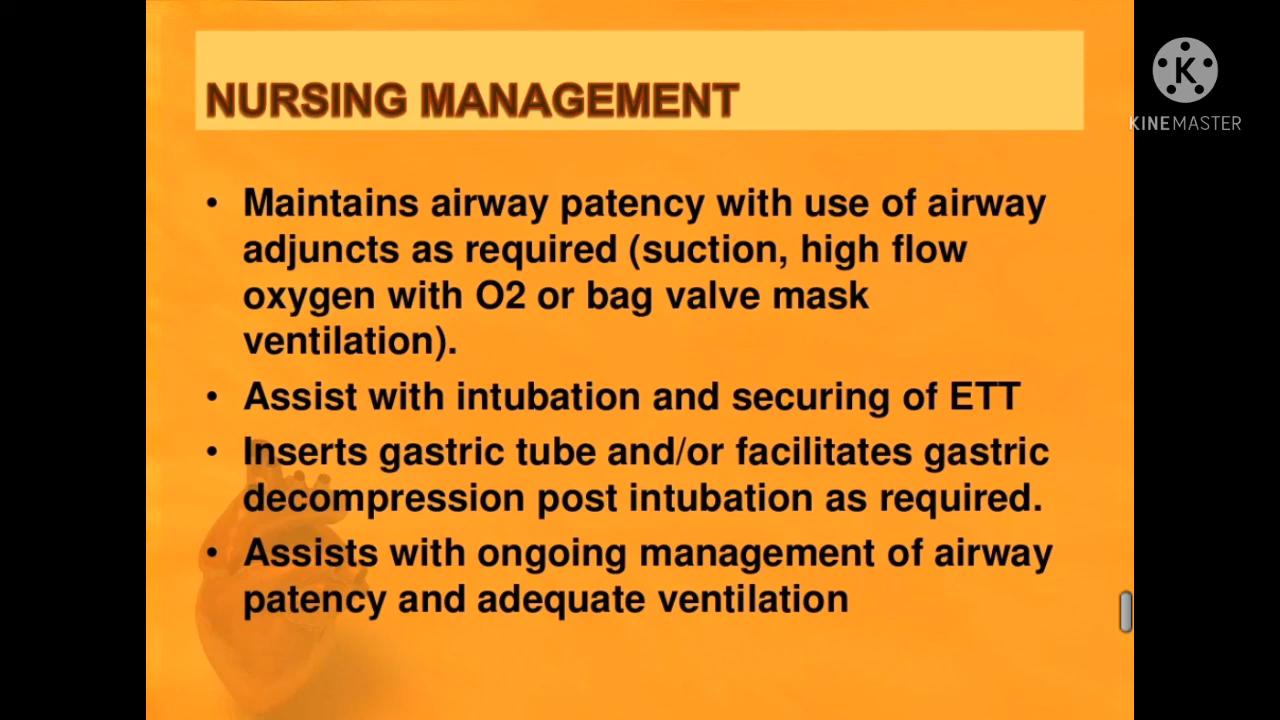 NURSING MANAGEMENT
• Maintains airway patency with use of airway
adjuncts as required (suction, high flow
oxygen with O2 or bag valve mask
ventilation).
• Assist with intubation and securing of ETT
• Inserts gastric tube and/or facilitates gastric
decompression post intubation as required.
• Assists with ongoing management of airway
patency and adequate ventilation
K
KINEMASTER